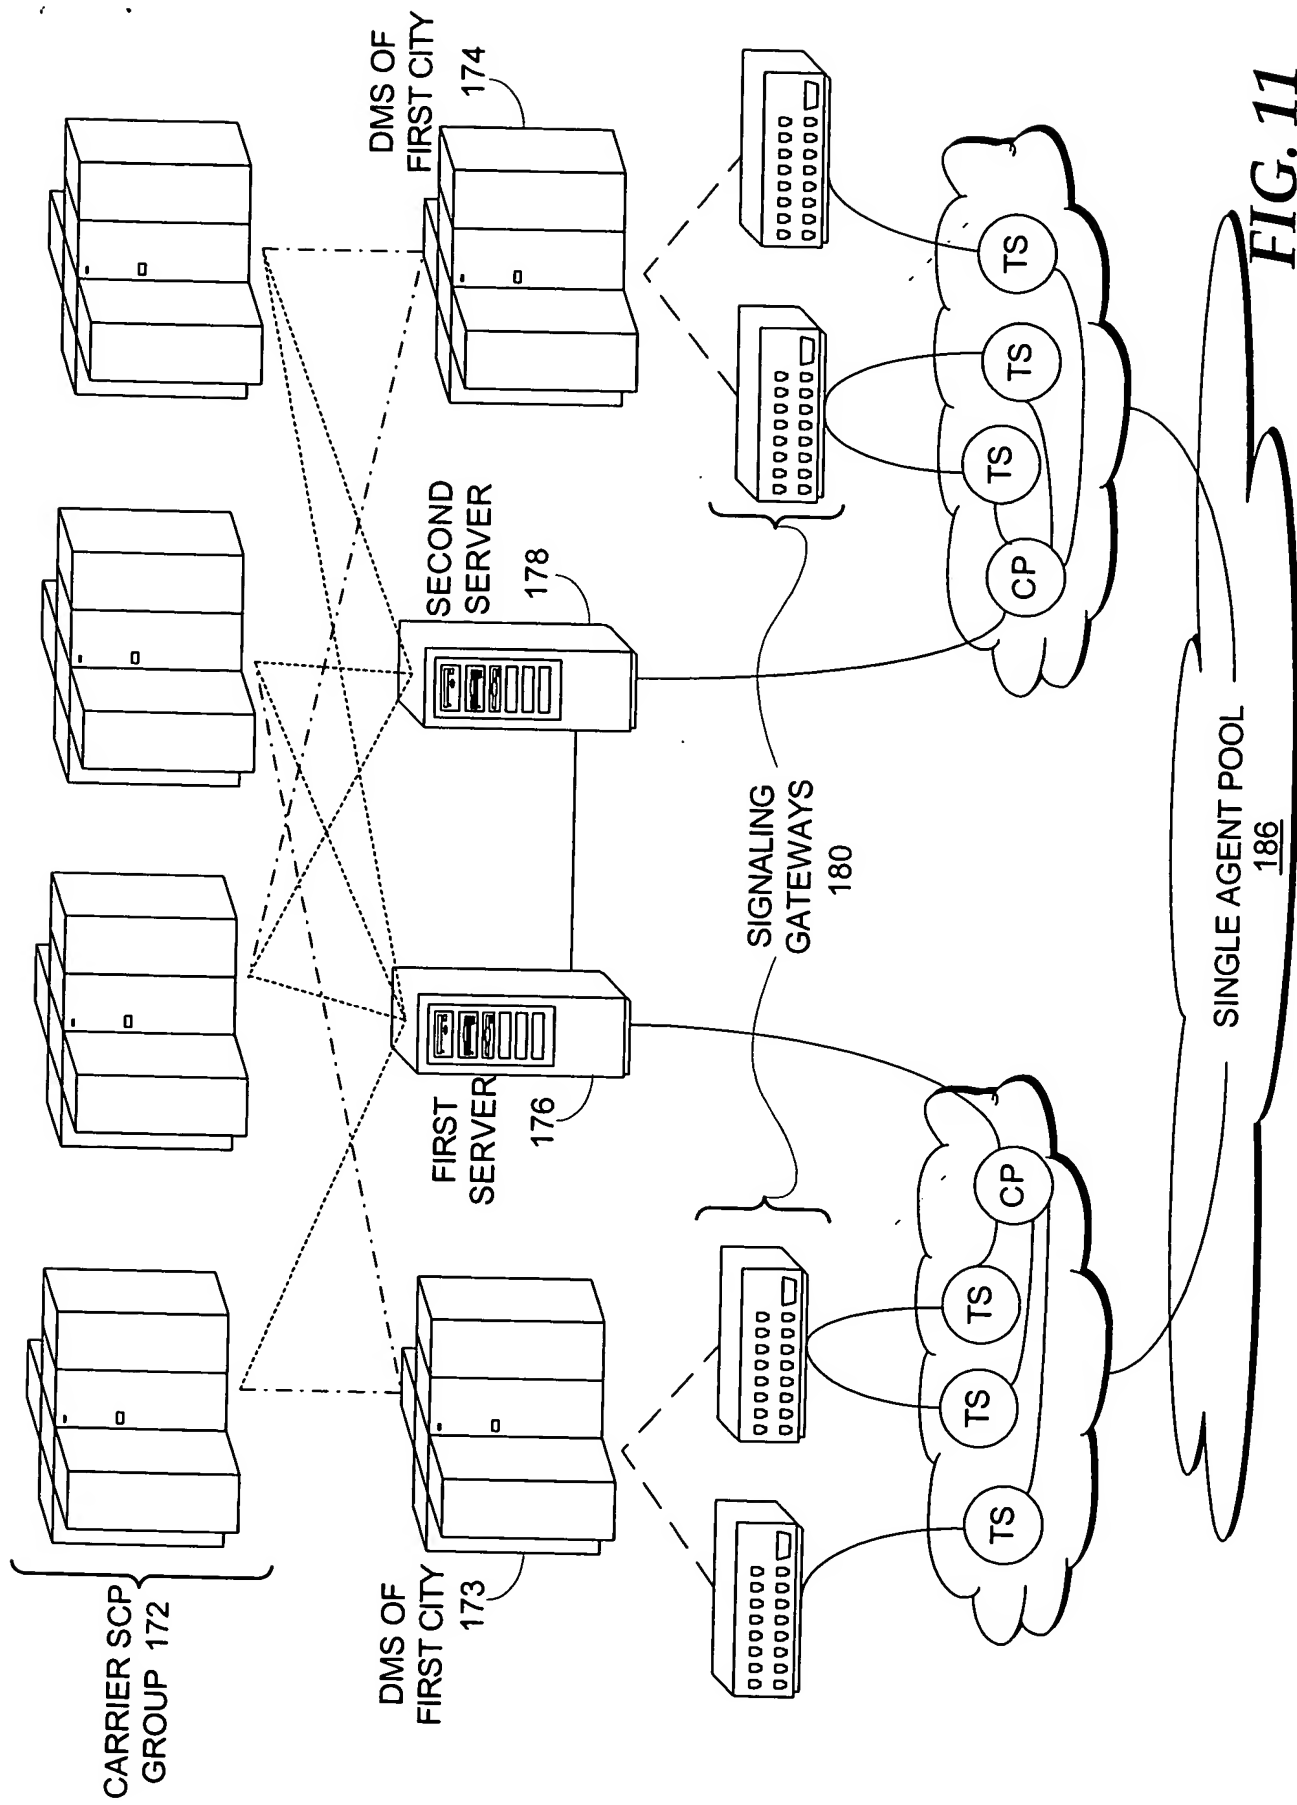 CARRIER SCP
GROUP 172
DMS OF
FIRST CITY
173
FIRST
SERVER
176
SECOND
SERVER
178
DMS OF
FIRST CITY
174
SIGNALING
GATEWAYS
180
TS
TS
TS
CP
CP
TS
TS
TS
SINGLE AGENT POOL
186
FIG. 11